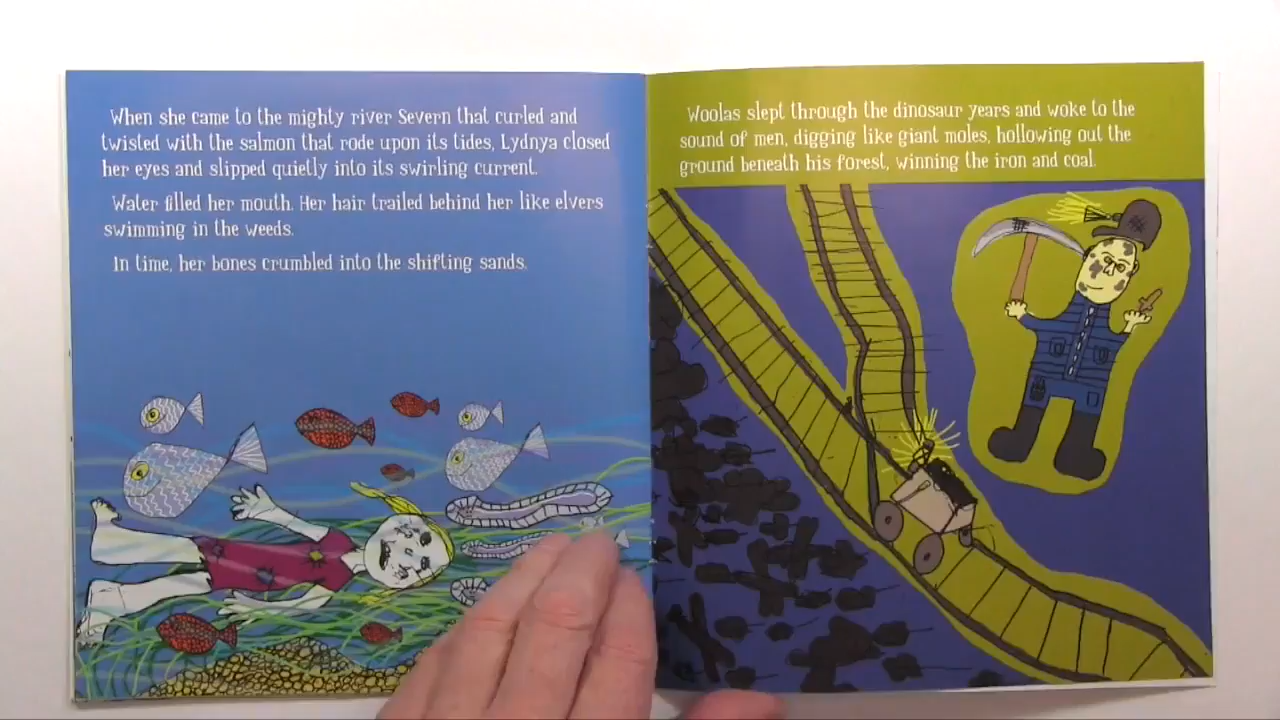 When she came to the mighty river Severn that curled and
twisted with the salmon that rode upon its tides, Lydnya closed
her eyes and slipped quietly into its swirling current.
Water filled her mouth. Her hair trailed behind her like elvers
swimming in the weeds.
In time, her bones crumbled into the shifting sands.
Woolas slept through the dinosaur years and woke to the
sound of men, digging like giant moles, hollowing out the
ground beneath his forest, winning the iron and coal.